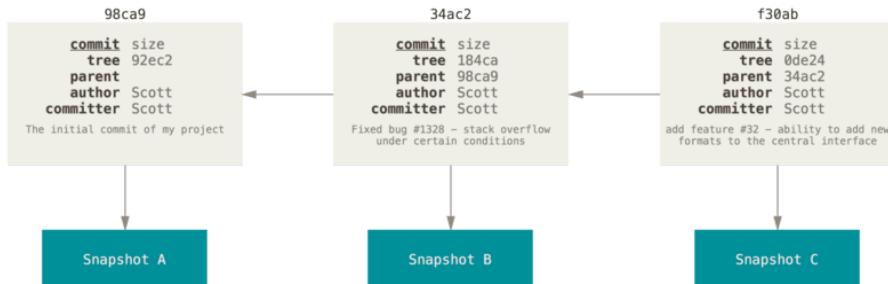 98ca9
commit size
tree 92ec2
parent
author Scott
committer Scott
The initial commit of my project
Snapshot A
34ac2
commit size
tree 184ca
parent 98ca9
author Scott
committer Scott
Fixed bug #1328 – stack overflow
under certain conditions
Snapshot B
f30ab
commit size
tree 0de24
parent 34ac2
author Scott
committer Scott
add feature #32 – ability to add new
formats to the central interface
Snapshot C